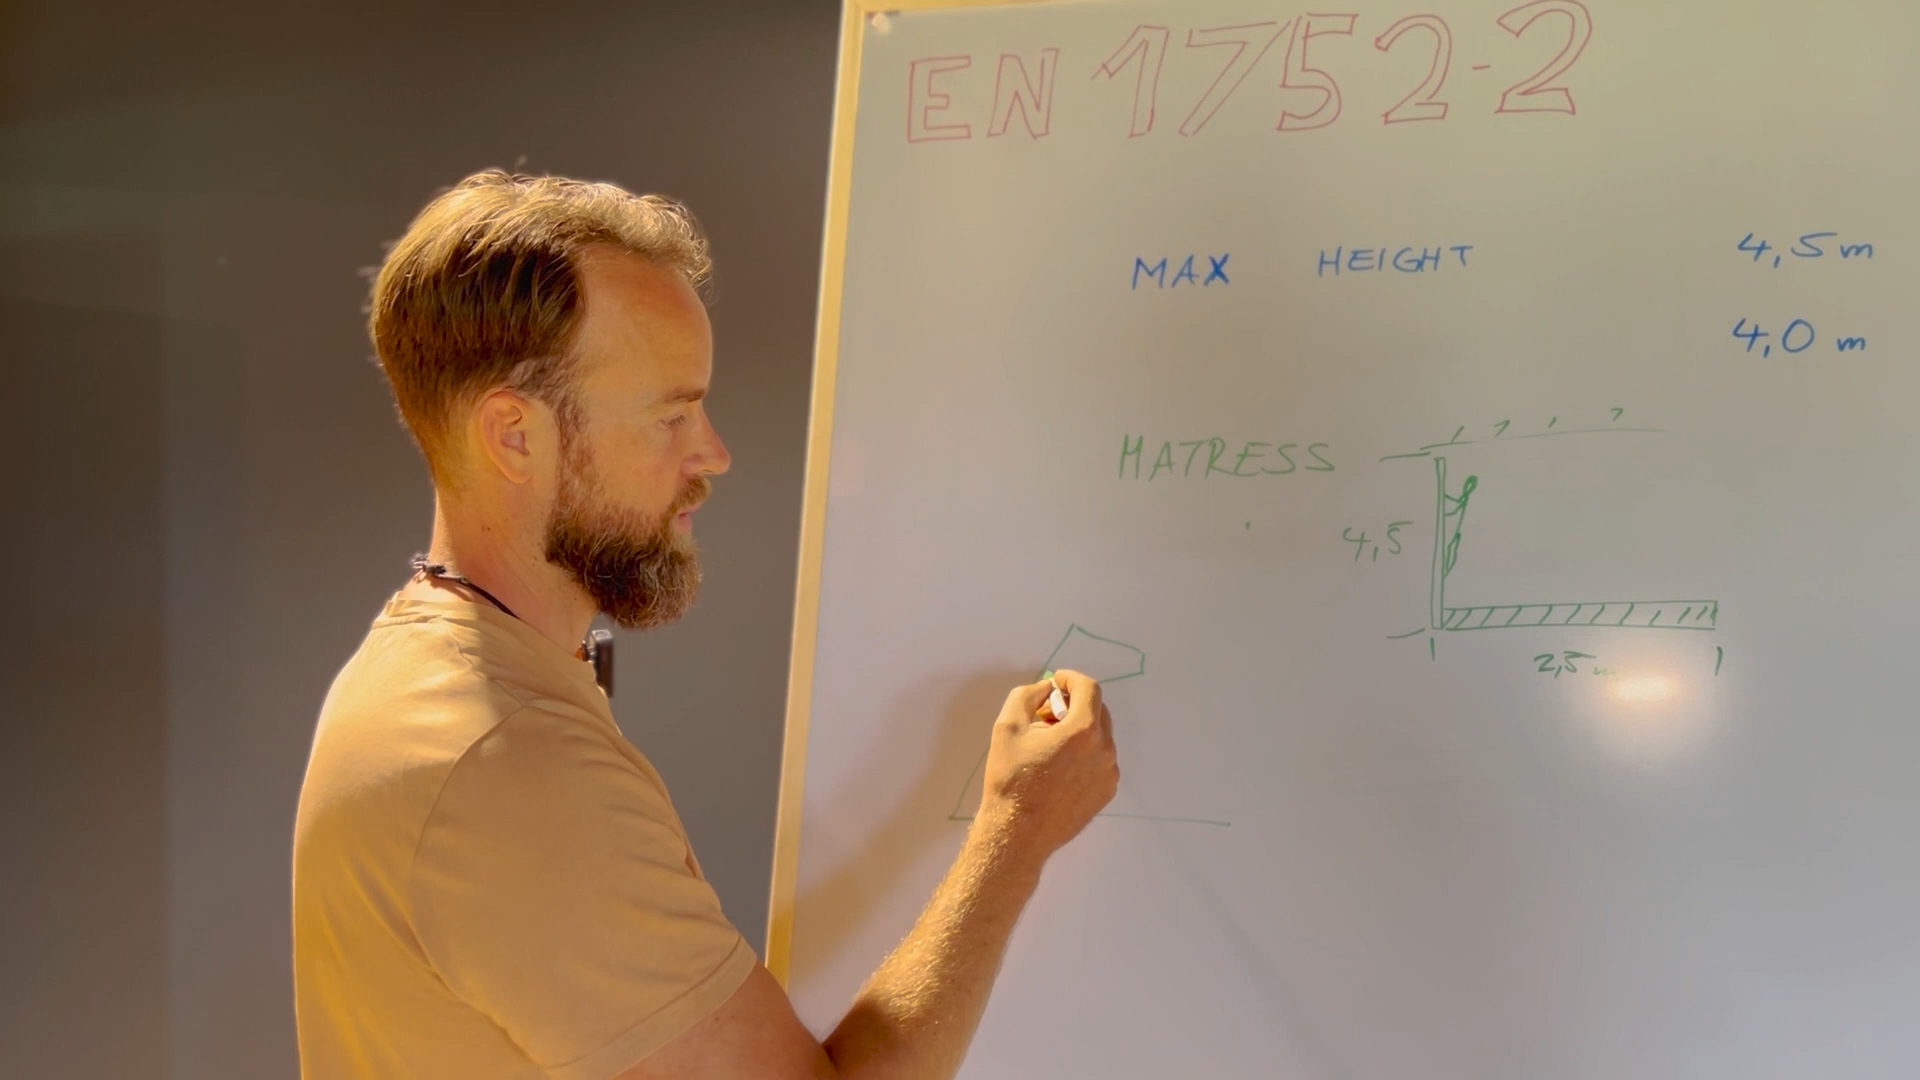 EN 1752-2
MAX HEIGHT 4,5m
4,0 m
MATRESS
4,5
2,5 m